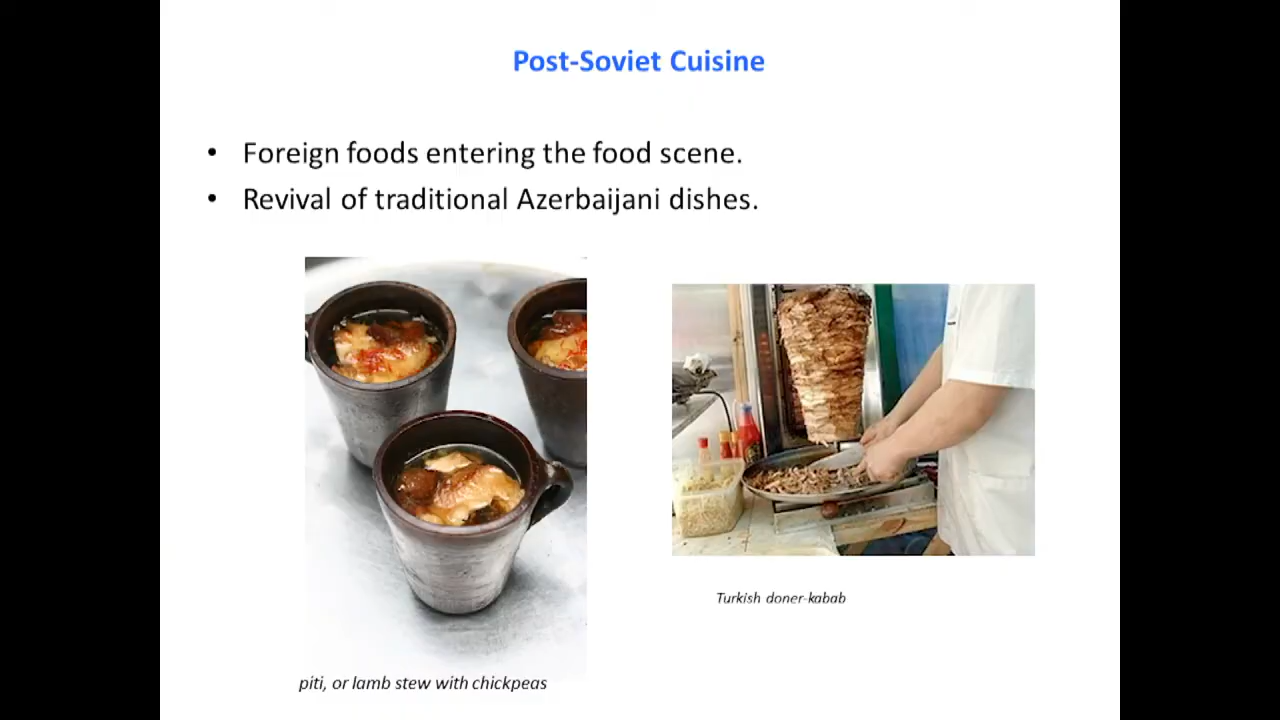 Post-Soviet Cuisine
• Foreign foods entering the food scene.
• Revival of traditional Azerbaijani dishes.
Turkish doner-kabab
piti, or lamb stew with chickpeas